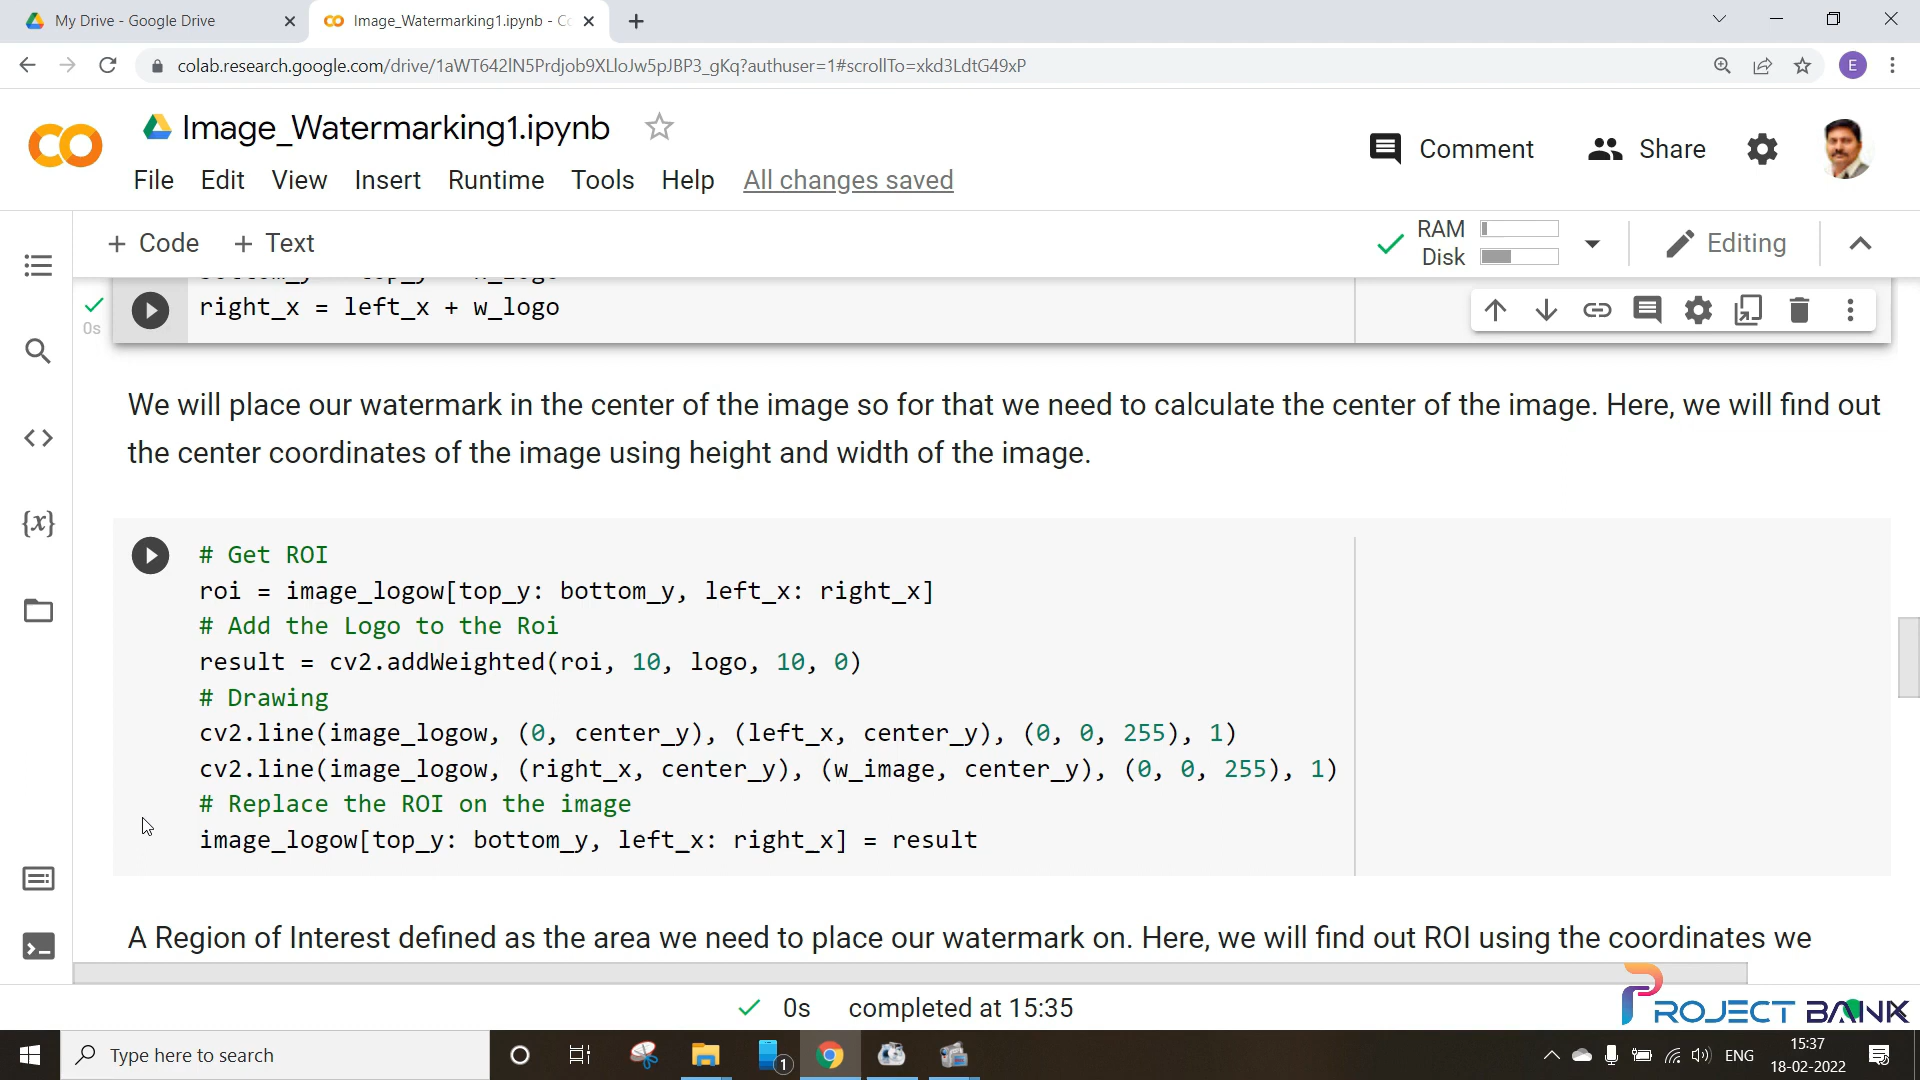 My Drive - Google Drive
Image_Watermarking1.ipynb - Co
colab.research.google.com/drive/1aWT642lN5Prdjob9XLloJw5pJBP3_gKq?authuser=1#scrollTo=xkd3LdtG49xP
E
Image_Watermarking1.ipynb
Comment
Share
File Edit View Insert Runtime Tools Help All changes saved
+ Code + Text
RAM
Disk
Editing
0s
right_x = left_x + w_logo
We will place our watermark in the center of the image so for that we need to calculate the center of the image. Here, we will find out
the center coordinates of the image using height and width of the image.
{x}
# Get ROI
roi = image_logow[top_y: bottom_y, left_x: right_x]
# Add the Logo to the Roi
result = cv2.addWeighted(roi, 10, logo, 10, 0)
# Drawing
cv2.line(image_logow, (0, center_y), (left_x, center_y), (0, 0, 255), 1)
cv2.line(image_logow, (right_x, center_y), (w_image, center_y), (0, 0, 255), 1)
# Replace the ROI on the image
image_logow[top_y: bottom_y, left_x: right_x] = result
A Region of Interest defined as the area we need to place our watermark on. Here, we will find out ROI using the coordinates we
0s completed at 15:35
PROJECT BANK
Type here to search
1
ENG
15:37
18-02-2022